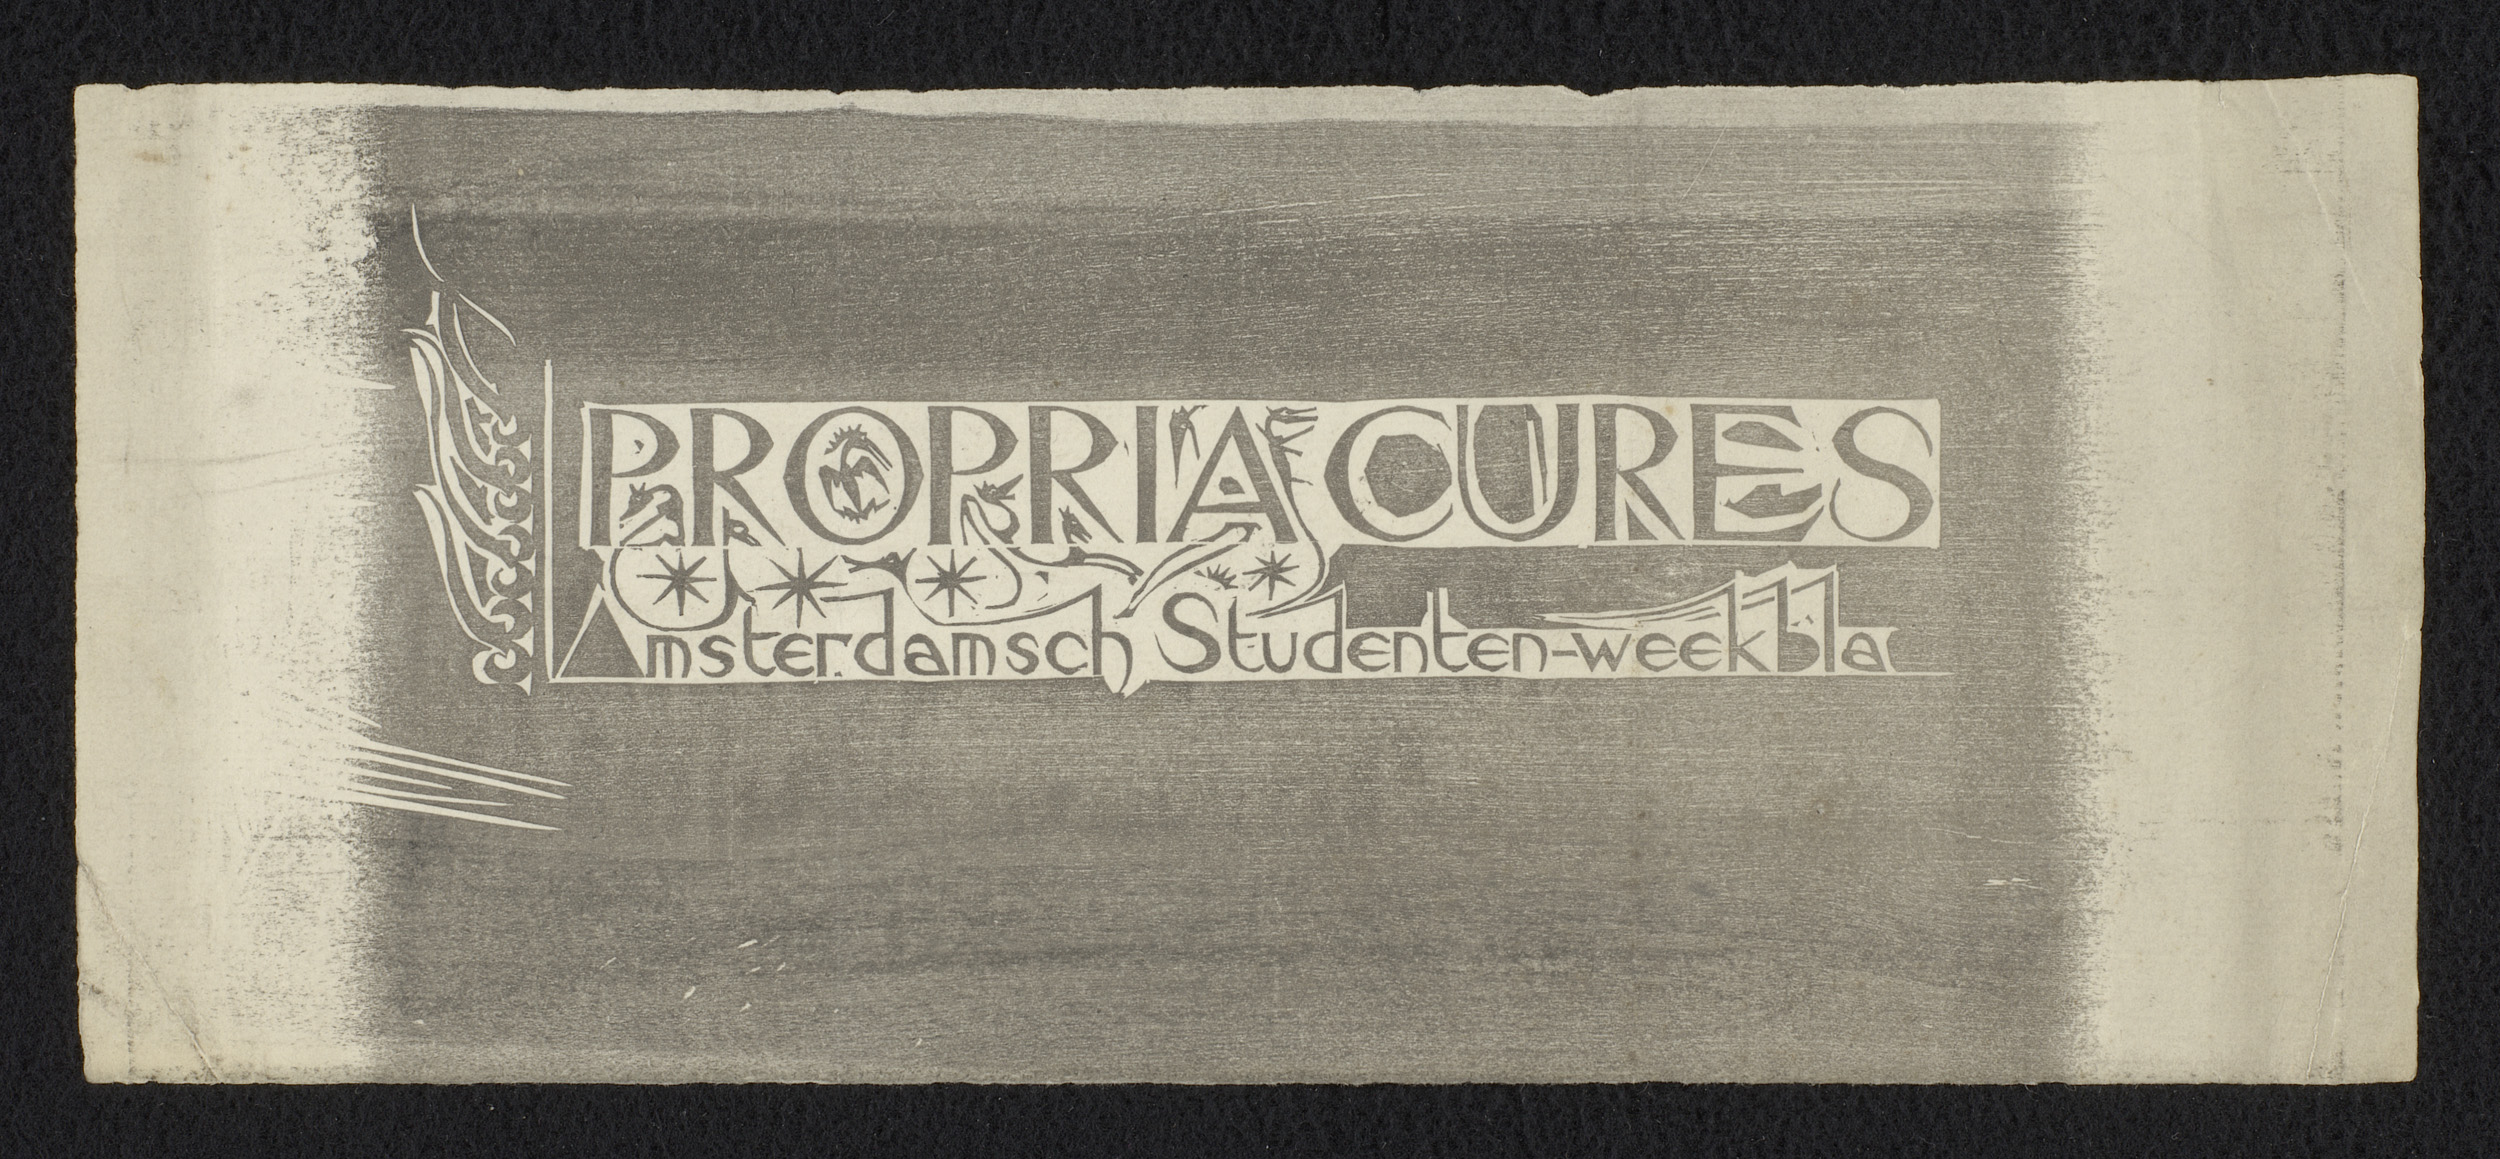 PROPRIA CURES
Amsterdamsch Studenten-weekbla